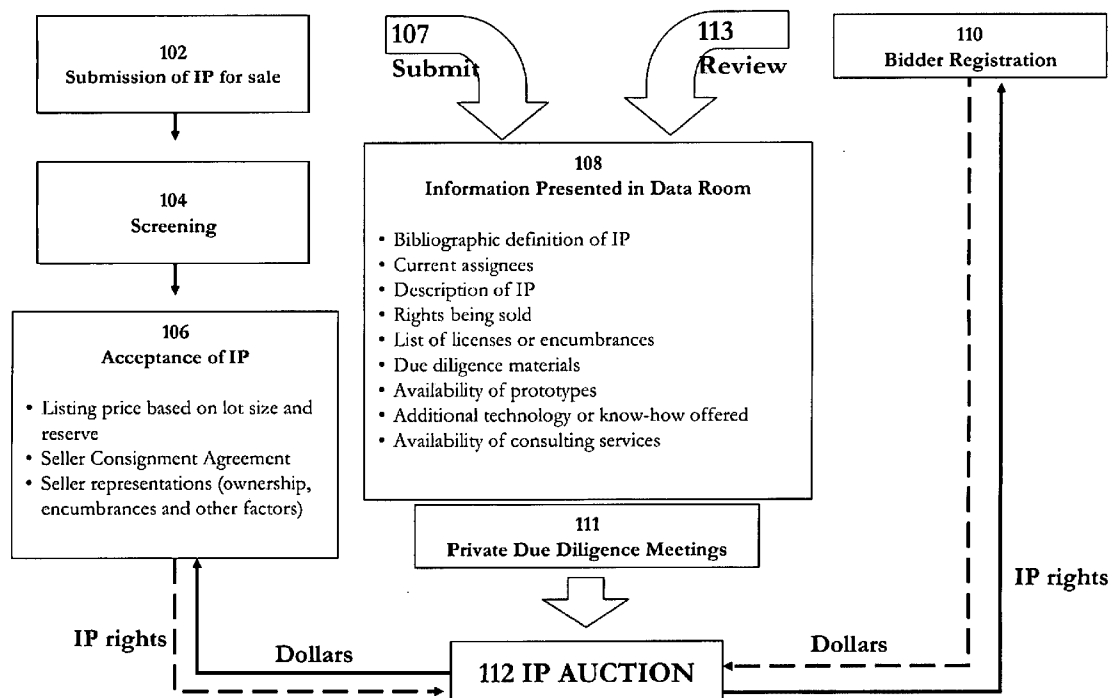 102
Submission of IP for sale
104
Screening
106
Acceptance of IP
• Listing price based on lot size and
reserve
• Seller Consignment Agreement
• Seller representations (ownership,
encumbrances and other factors)
107
Submit
113
Review
108
Information Presented in Data Room
• Bibliographic definition of IP
• Current assignees
• Description of IP
• Rights being sold
• List of licenses or encumbrances
• Due diligence materials
• Availability of prototypes
• Additional technology or know-how offered
• Availability of consulting services
111
Private Due Diligence Meetings
110
Bidder Registration
IP rights
Dollars
112 IP AUCTION
Dollars
IP rights